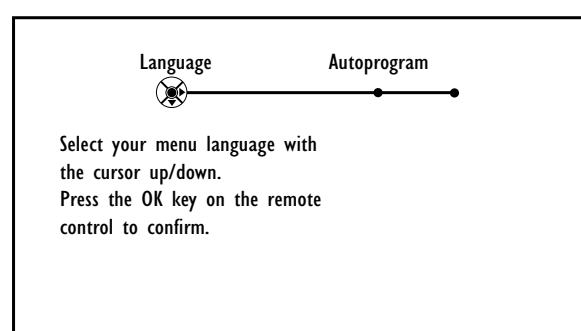 Language Autoprogram
Select your menu language with
the cursor up/down.
Press the OK key on the remote
control to confirm.